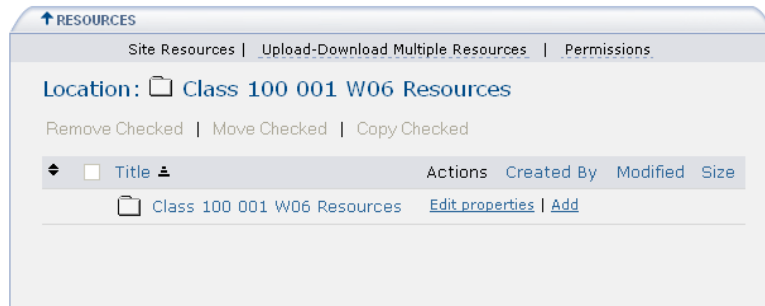 RESOURCES
Site Resources | Upload-Download Multiple Resources | Permissions
Location: Class 100 001 W06 Resources
Remove Checked | Move Checked | Copy Checked
Title Actions Created By Modified Size
Class 100 001 W06 Resources Edit properties | Add